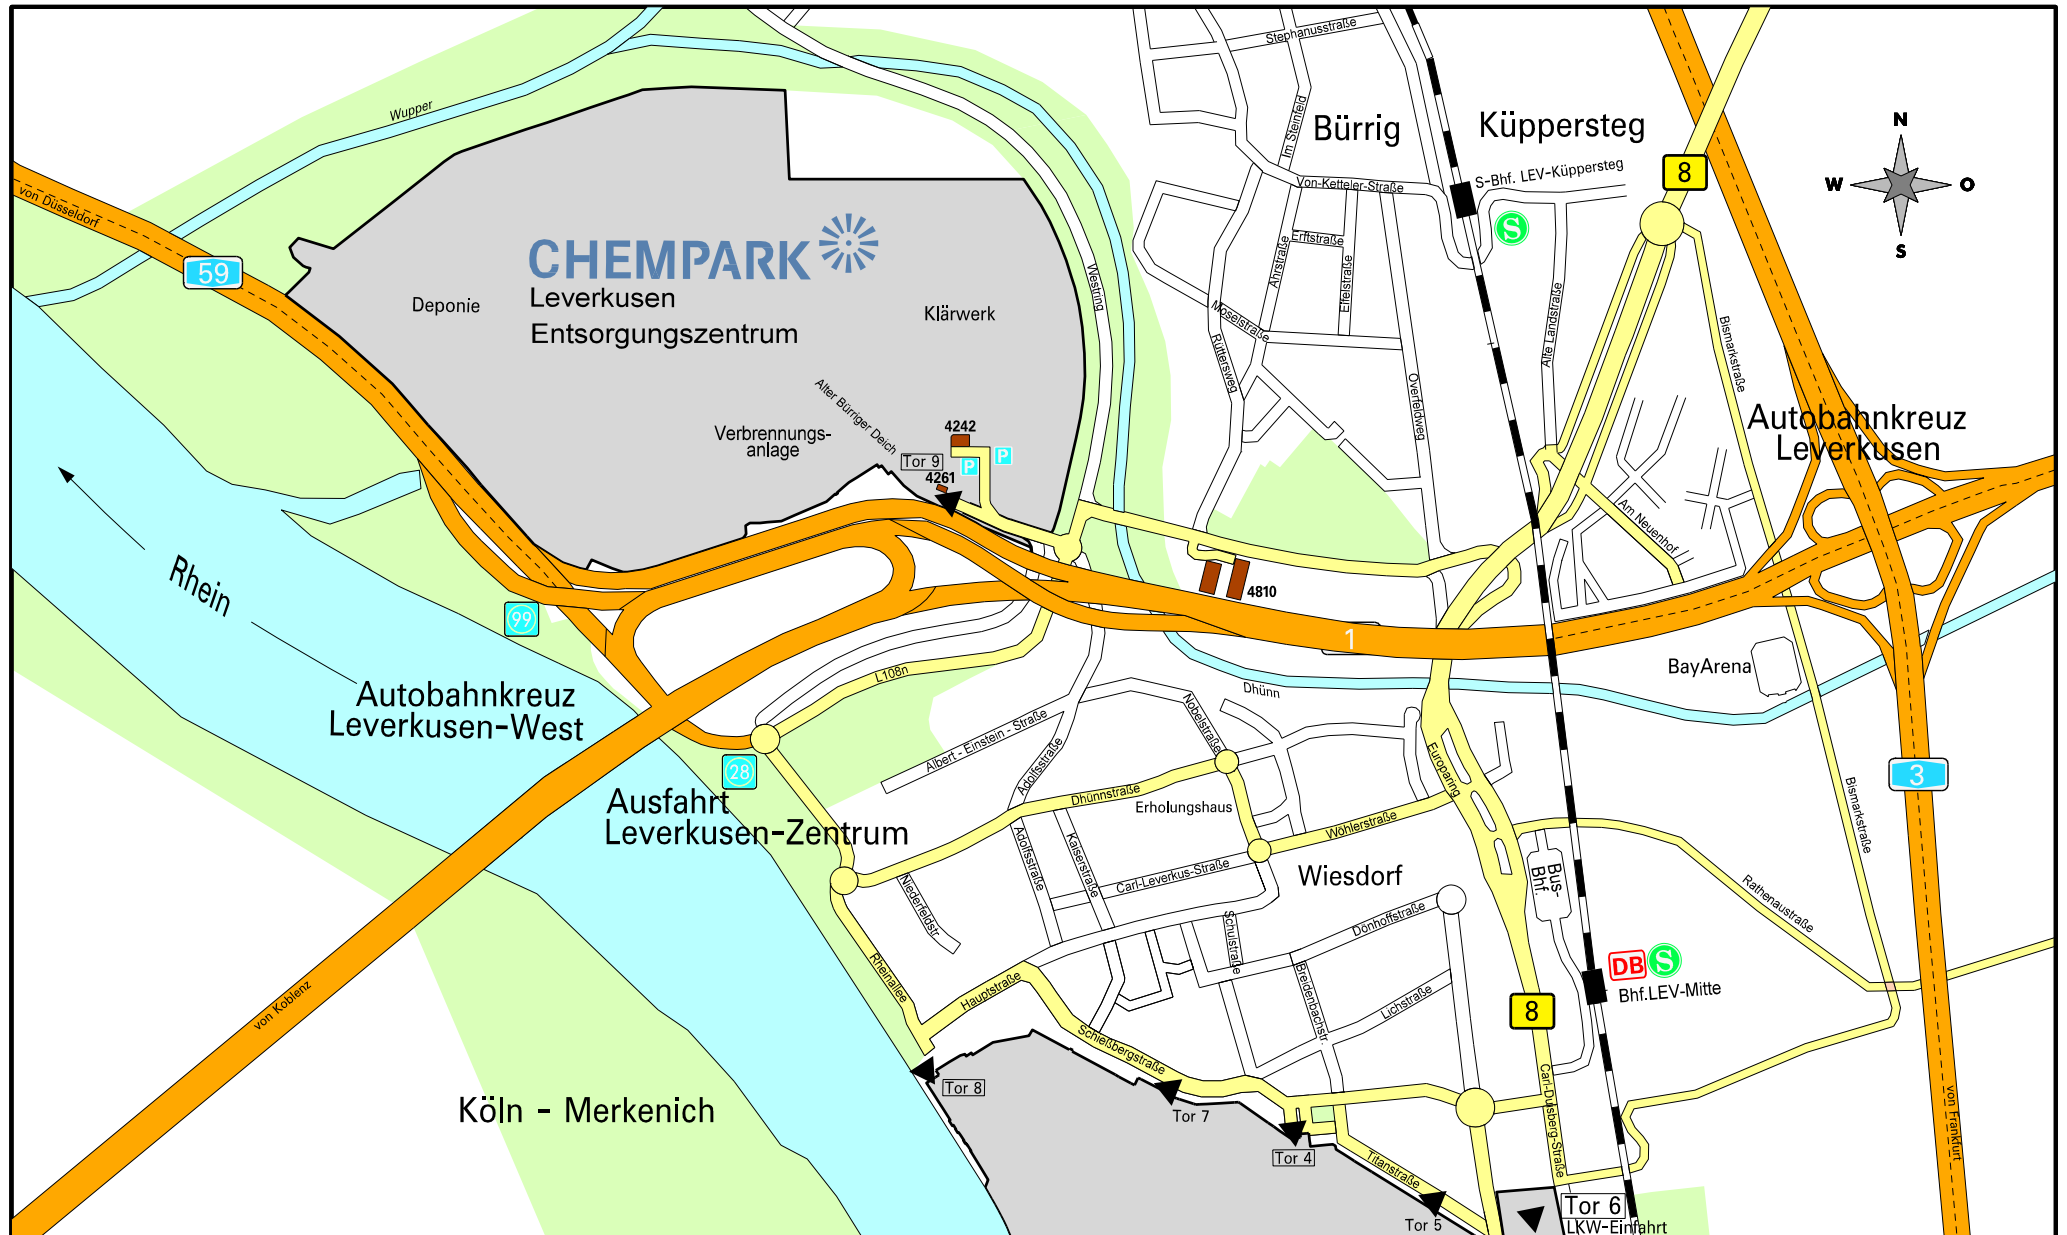 Stephanusstraße
Wupper
Im Steinfeld
Bürrig
Küppersteg
N
W
O
S
8
S-Bhf. LEV-Küppersteg
Von-Ketteler-Straße
S
von Düsseldorf
59
CHEMPARK
Leverkusen
Entsorgungszentrum
Deponie
Klärwerk
Westring
Erftstraße
Ahrstraße
Eifelstraße
Moselstraße
Rüttersweg
Overfeldweg
Alte Landstraße
Bismarkstraße
Autobahnkreuz
Leverkusen
Alter Bürriger Deich
Verbrennungs-
anlage
4242
P
P
Tor 9
4261
Am Neuenhof
Rhein
99
4810
1
BayArena
Autobahnkreuz
Leverkusen-West
L108n
Dhünn
Nobelstraße
Albert - Einstein - Straße
Adolfsstraße
Europaring
28
3
Ausfahrt
Leverkusen-Zentrum
Dhünnstraße
Erholungshaus
Wöhlerstraße
Bismarkstraße
Adolfsstraße
Kaiserstraße
Carl-Leverkus-Straße
Wiesdorf
Bus-
Bhf.
Niederfeldstr.
Schulstraße
Dönhoffstraße
Rathenaustraße
Rheinallee
Hauptstraße
Breidenbachstr.
Lichstraße
DB
S
Bhf.LEV-Mitte
8
von Koblenz
Schießbergstraße
Köln - Merkenich
Tor 8
Tor 7
Tor 4
Carl-Duisberg-Straße
von Frankfurt
Titanstraße
Tor 5
Tor 6
LKW-Einfahrt